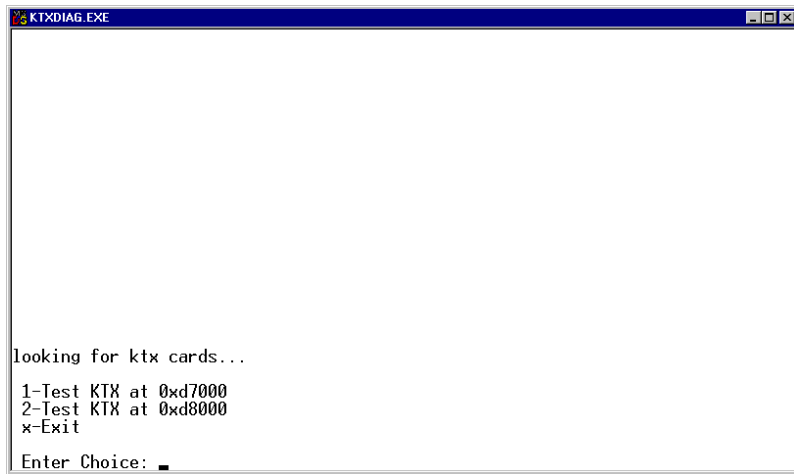 KTXDIAG.EXE
looking for ktx cards...
1-Test KTX at 0xd7000
2-Test KTX at 0xd8000
x-Exit
Enter Choice: